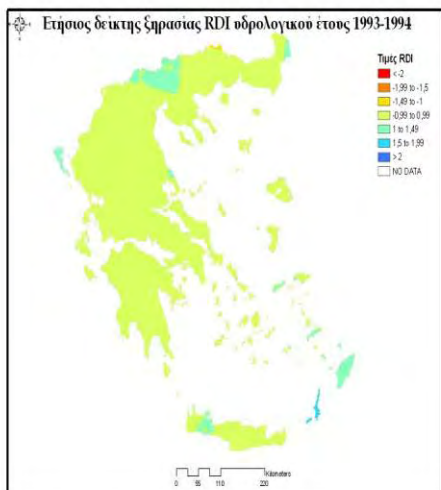 Ετήσιος δείκτης ξηρασίας RDI υδρολογικού έτους 1993-1994
Τιμές RDI
< -2
-1,99 to -1,5
-1,49 to -1
-0,99 to 0,99
1 to 1,49
1,5 to 1,99
> 2
NO DATA
Kilometers
0 55 110 220